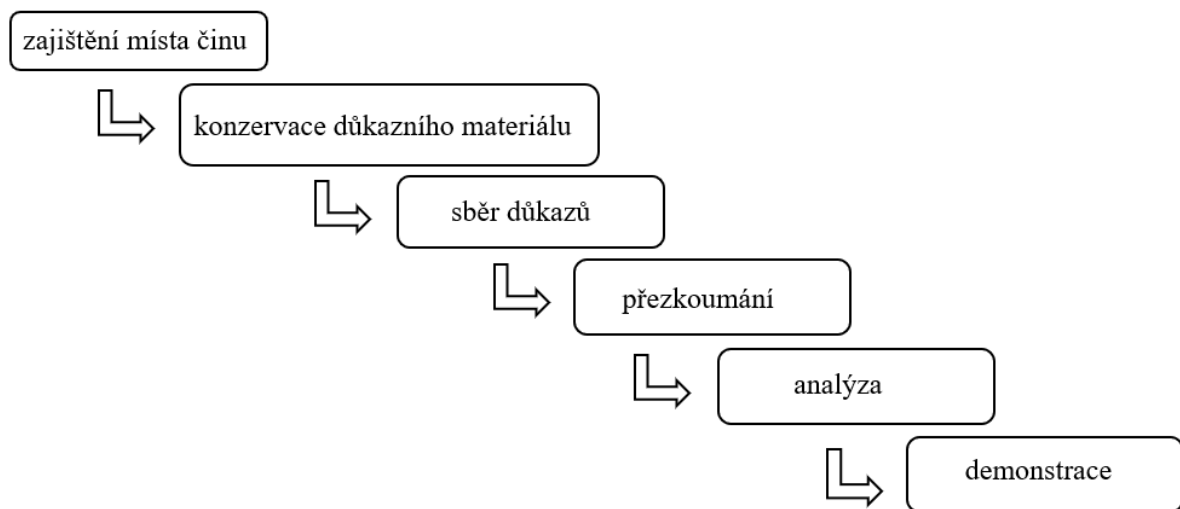 zajištění místa činu
konzervace důkazního materiálu
sběr důkazů
přezkoumání
analýza
demonstrace